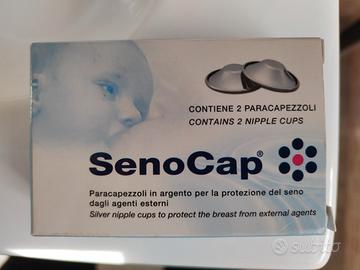 CONTIENE 2 PARACAPEZZOLI
CONTAINS 2 NIPPLE CUPS
SenoCap®
Paracapezzoli in argento per la protezione del seno
dagli agenti esterni
Silver nipple cups to protect the breast from external agents
subito